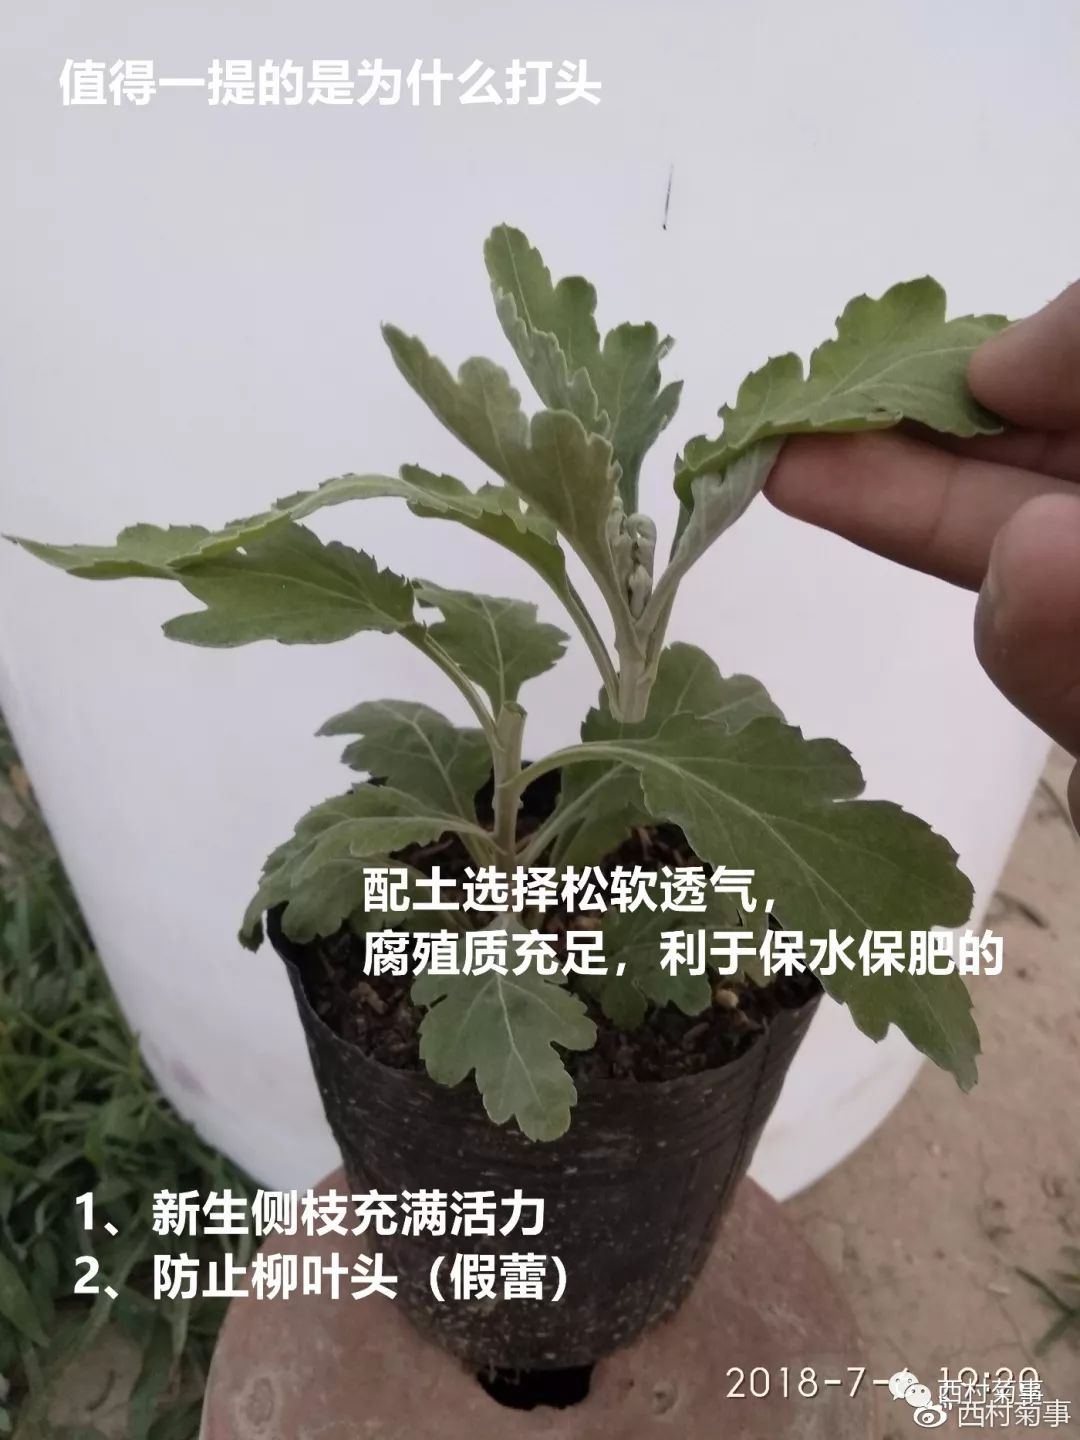 值得一提的是为什么打头
配土选择松软透气，
腐殖质充足，利于保水保肥的
1、新生侧枝充满活力
2、防止柳叶头（假蕾）
2018-7-
西村菊事
西村菊事